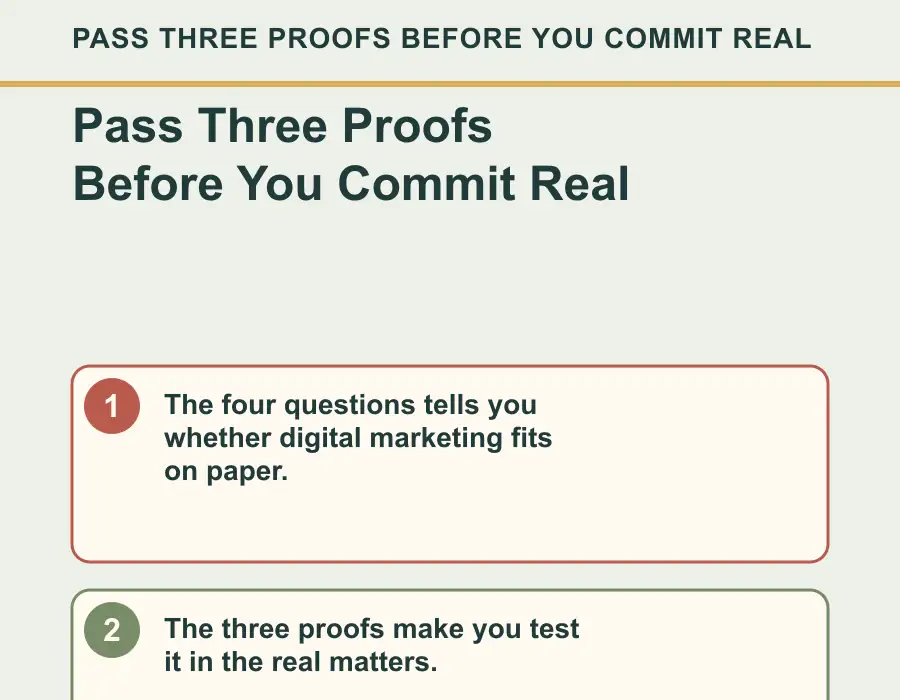 PASS THREE PROOFS BEFORE YOU COMMIT REAL
Pass Three Proofs
Before You Commit Real
1
The four questions tells you
whether digital marketing fits
on paper.
2
The three proofs make you test
it in the real matters.